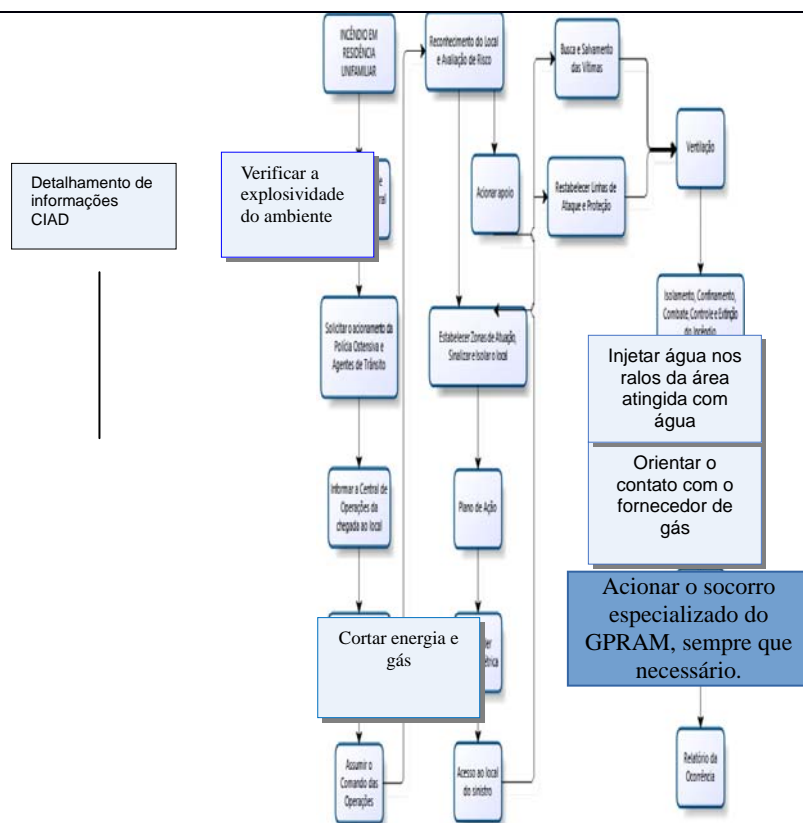 INCÊNDIO EM
RESIDÊNCIA
UNIFAMILIAR
Reconhecimento do Local
e Avaliação de Risco
Busca e Salvamento
das Vítimas
Ventilação
Detalhamento de
informações
CIAD
Verificar a
explosividade
do ambiente
Acionar apoio
Restabelecer Linhas de
Ataque e Proteção
Solicitar o acionamento da
Polícia Ostensiva e
Agentes de Trânsito
Estabelecer Zonas de Atuação,
Sinalizar e Isolar o local
Isolamento, Confinamento,
Combate, Controle e Extinção
do Incêndio
Injetar água nos
ralos da área
atingida com
água
Informar a Central de
Operações da
chegada ao local
Plano de Ação
Orientar o
contato com o
fornecedor de
gás
Cortar energia e
gás
Acionar o socorro
especializado do
GPRAM, sempre que
necessário.
Assumir o
Comando das
Operações
Acesso ao local
do sinistro
Relatório da
Ocorrência